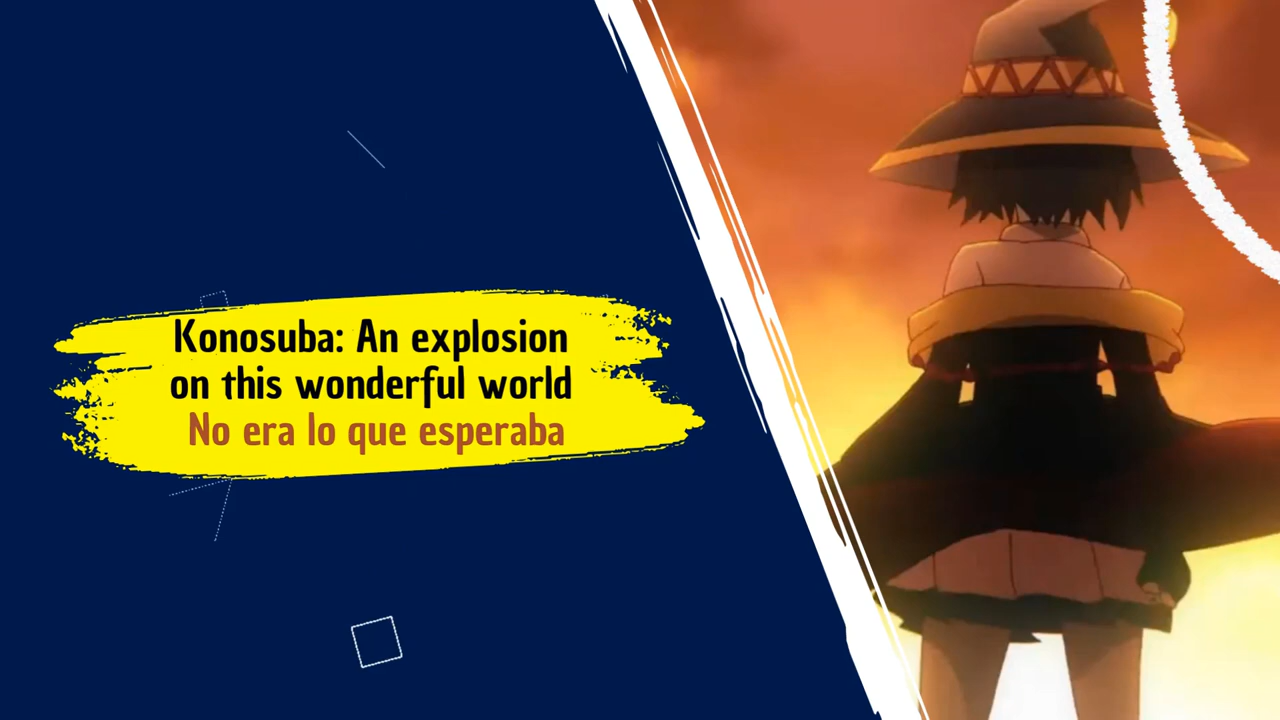 Konosuba: An explosion
on this wonderful world
No era lo que esperaba